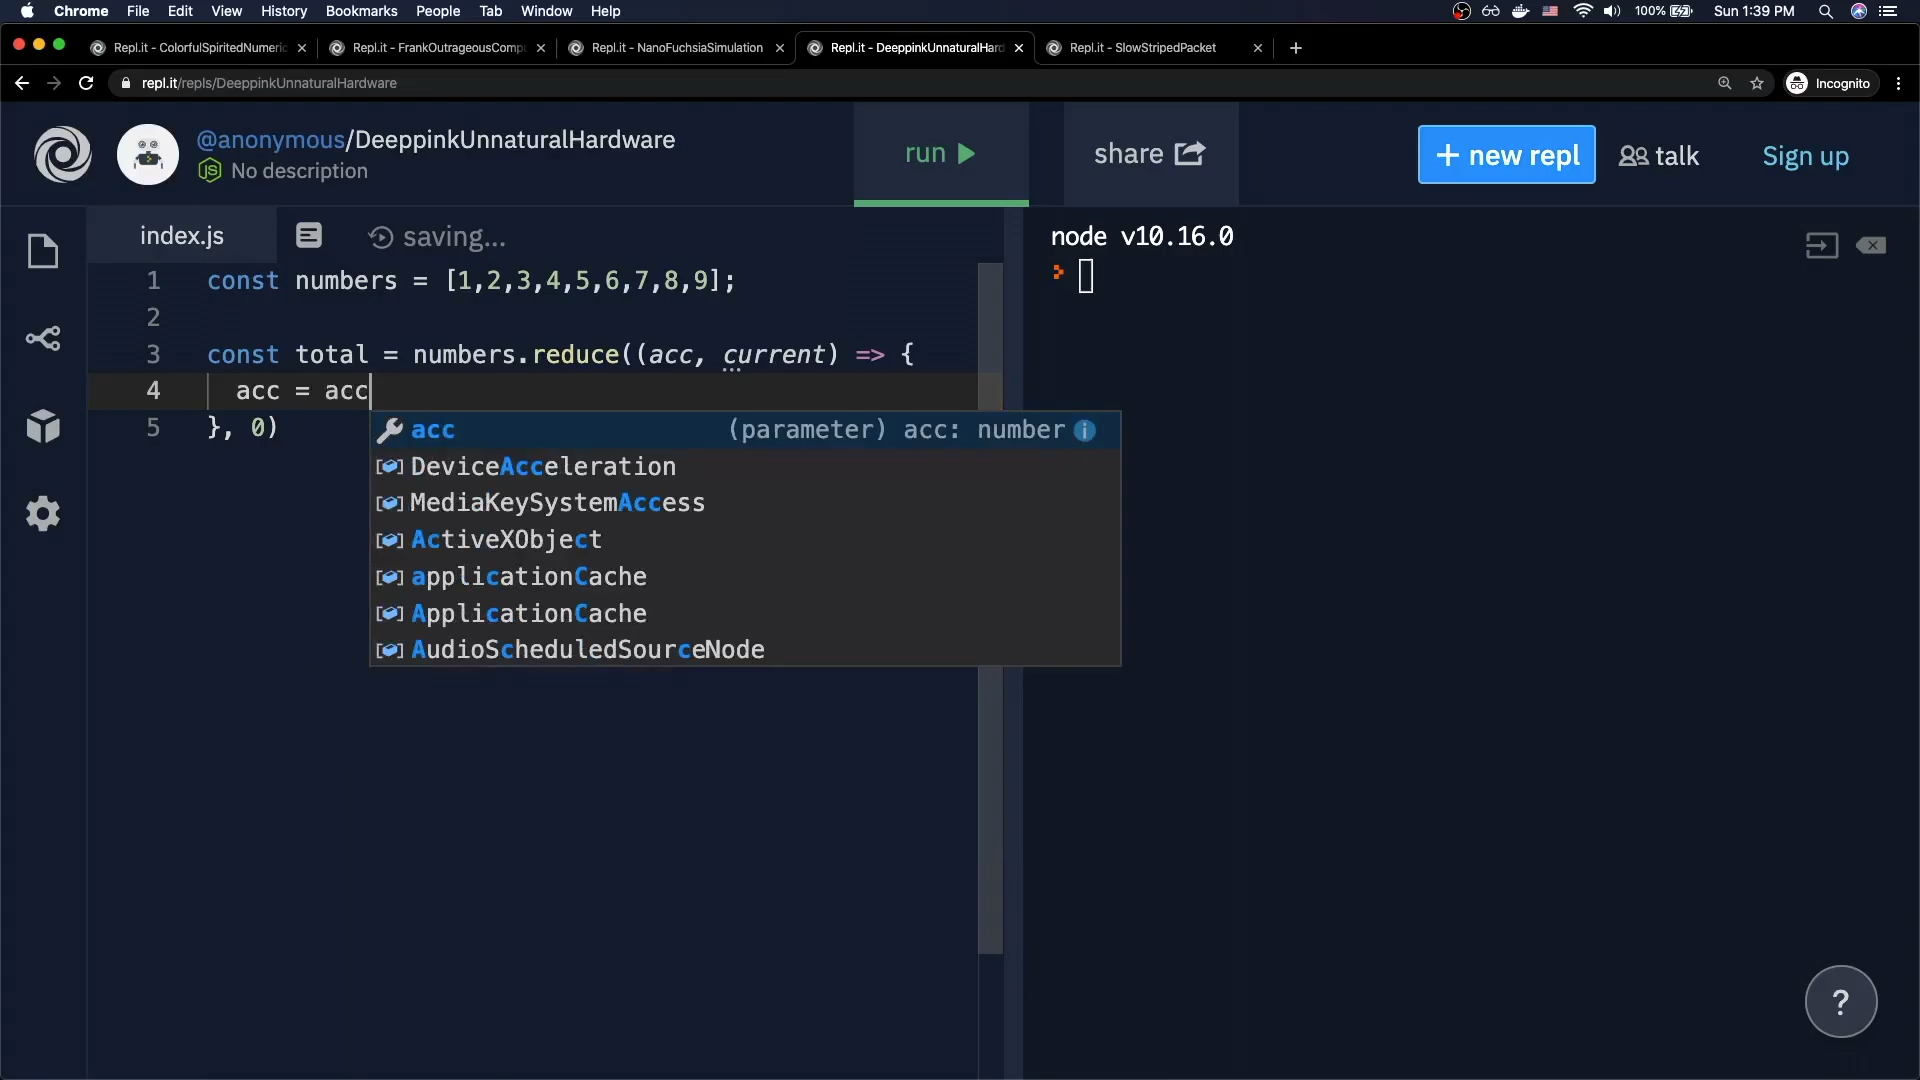 Chrome File Edit View History Bookmarks People Tab Window Help 100% Sun 1:39 PM
Repl.it - ColorfulSpiritedNumeric Repl.it - FrankOutrageousCompu Repl.it - NanoFuchsiaSimulation Repl.it - DeeppinkUnnaturalHard Repl.it - SlowStripedPacket
repl.it/repls/DeeppinkUnnaturalHardware Incognito
@anonymous/DeeppinkUnnaturalHardware
No description
run share + new repl talk Sign up
index.js saving...
node v10.16.0
1 const numbers = [1,2,3,4,5,6,7,8,9];
2
3 const total = numbers.reduce((acc, current) => {
4 acc = acc
5 }, 0)
acc (parameter) acc: number
DeviceAcceleration
MediaKeySystemAccess
ActiveXObject
applicationCache
ApplicationCache
AudioScheduledSourceNode
?